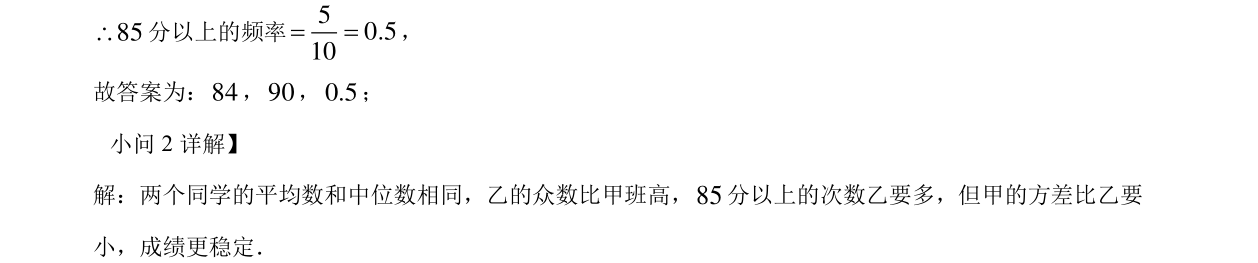 ∴85分以上的频率=5/10=0.5，
故答案为：84，90，0.5；
小问2详解】
解：两个同学的平均数和中位数相同，乙的众数比甲班高，85分以上的次数乙要多，但甲的方差比乙要
小，成绩更稳定．